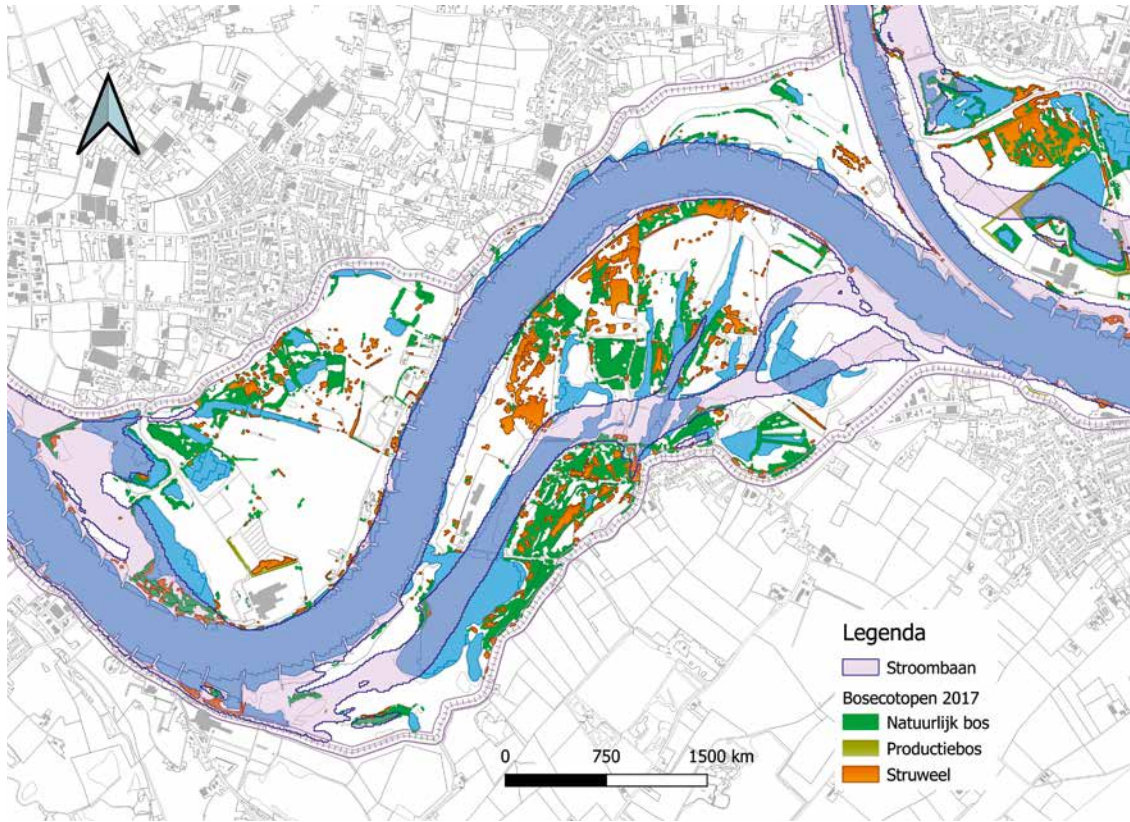 Legenda
Stroombaan
Bosecotopen 2017
Natuurlijk bos
Productiebos
Struweel
0 750 1500 km